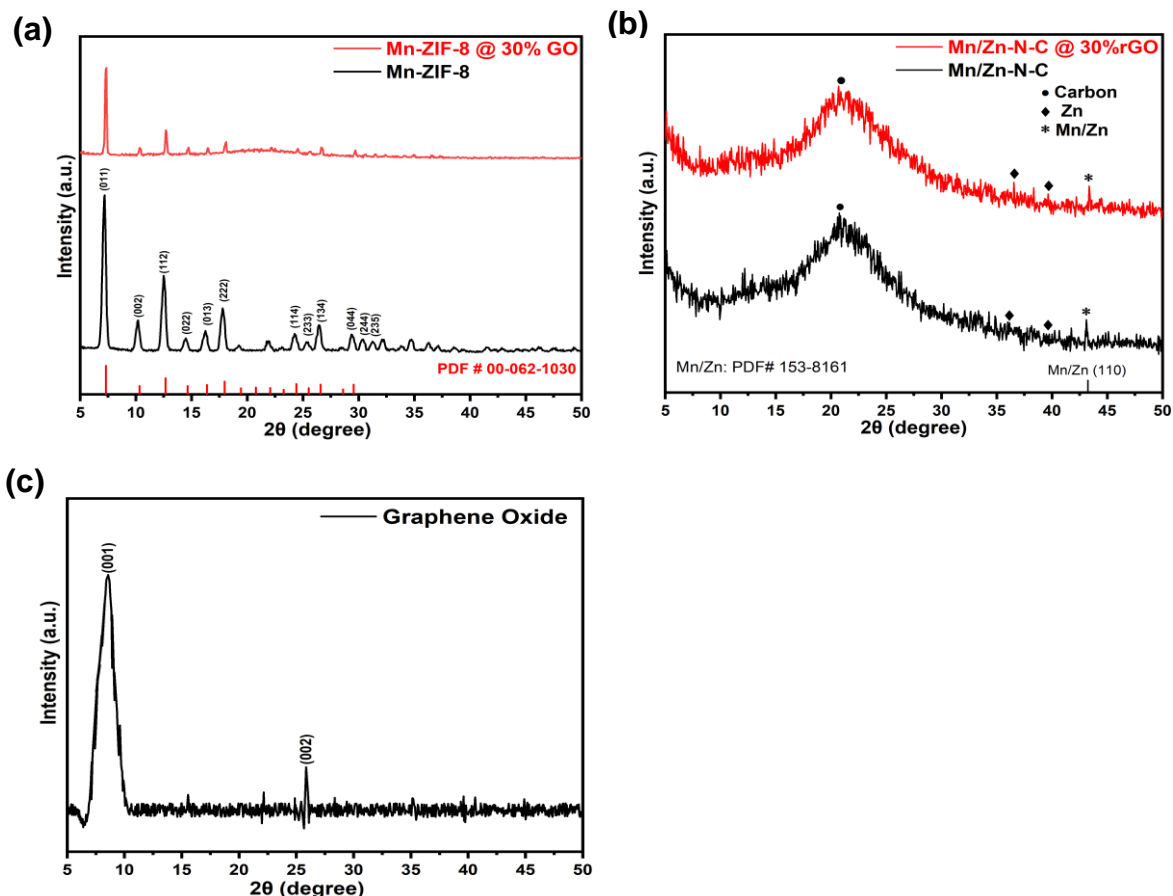 (a)
Mn-ZIF-8 @ 30% GO
Mn-ZIF-8
(011)
(002)
(112)
(022)
(013)
(222)
(114)
(233)
(134)
(044)
(244)
(235)
PDF # 00-062-1030
Intensity (a.u.)
5 10 15 20 25 30 35 40 45 50
2θ (degree)
(b)
Mn/Zn-N-C @ 30%rGO
Mn/Zn-N-C
● Carbon
◆ Zn
* Mn/Zn
●
◆
◆
*
●
◆
◆
*
Mn/Zn: PDF# 153-8161
Mn/Zn (110)
Intensity (a.u.)
5 10 15 20 25 30 35 40 45 50
2θ (degree)
(c)
Graphene Oxide
(001)
(002)
Intensity (a.u.)
5 10 15 20 25 30 35 40 45 50
2θ (degree)